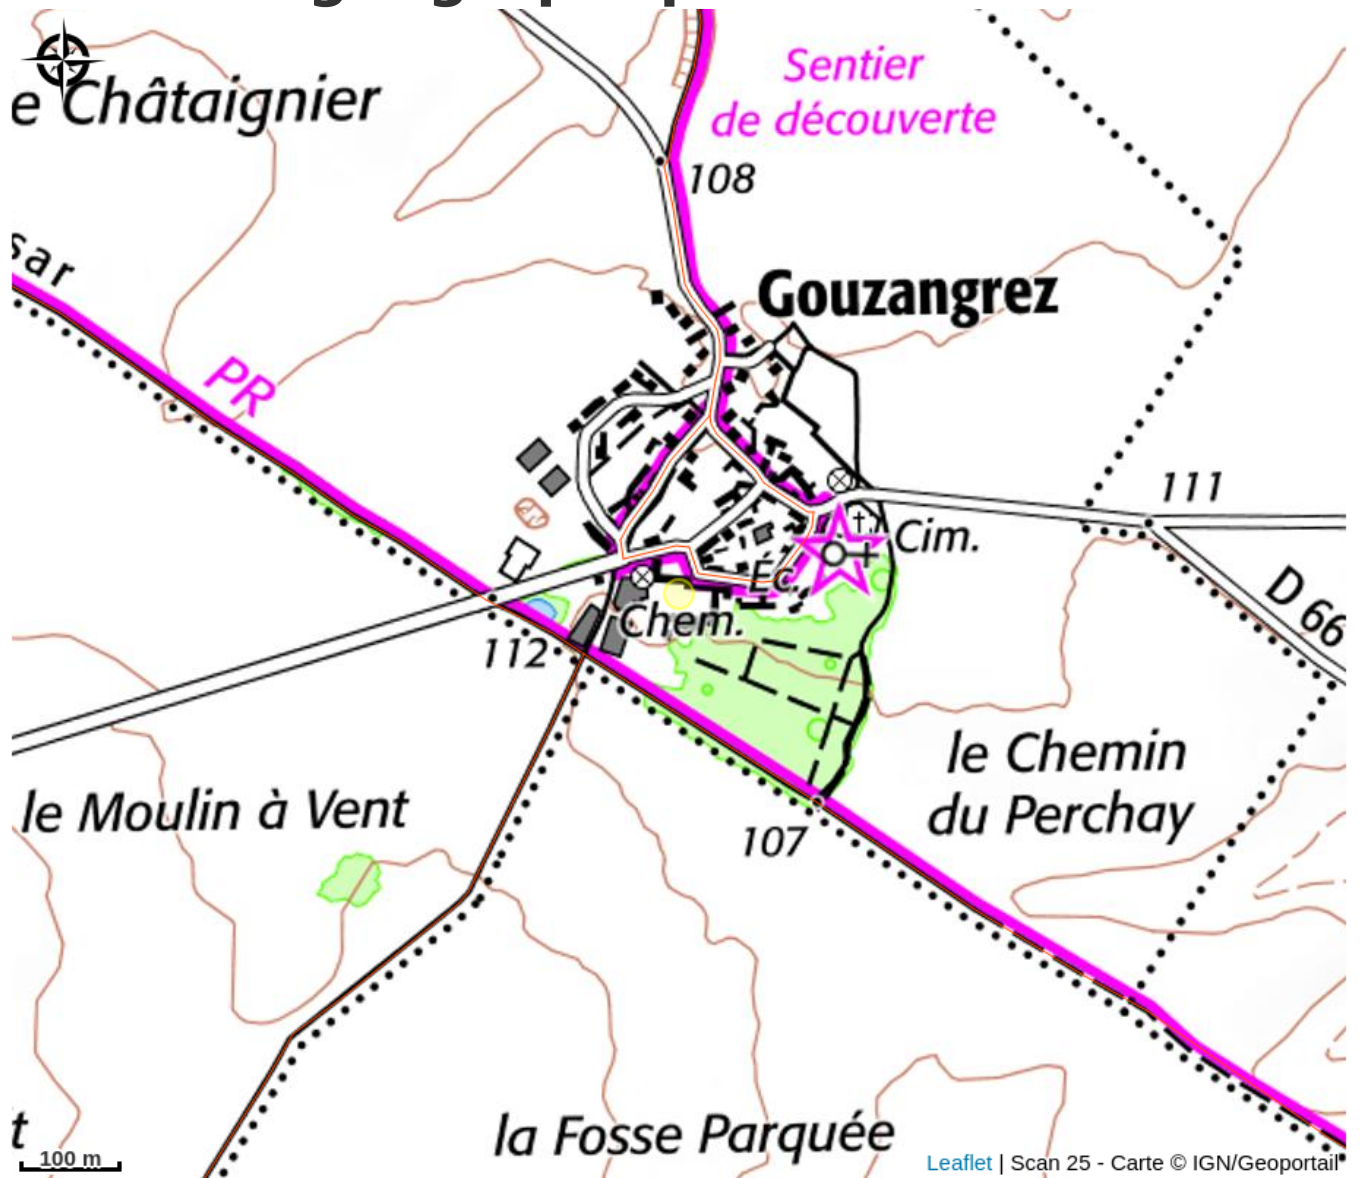 Sentier
de découverte
e Châtaignier
108
sar
Gouzangrez
PR
111
Cim.
Éc.
D 66
Chem.
112
le Chemin
du Perchay
le Moulin à Vent
107
la Fosse Parquée
t
100 m
Leaflet | Scan 25 - Carte © IGN/Geoportail